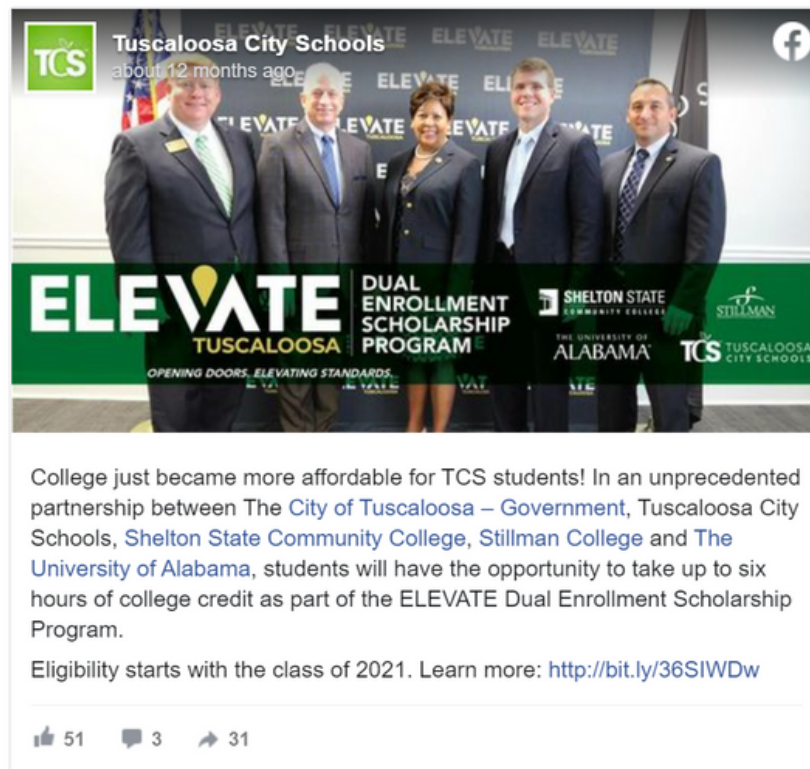 TCS
Tuscaloosa City Schools
about 12 months ago
ELEVATE
TUSCALOOSA
DUAL
ENROLLMENT
SCHOLARSHIP
PROGRAM
OPENING DOORS. ELEVATING STANDARDS.
SHELTON STATE
COMMUNITY COLLEGE
STILLMAN
THE UNIVERSITY OF
ALABAMA
TCS TUSCALOOSA
CITY SCHOOLS
College just became more affordable for TCS students! In an unprecedented
partnership between The City of Tuscaloosa – Government, Tuscaloosa City
Schools, Shelton State Community College, Stillman College and The
University of Alabama, students will have the opportunity to take up to six
hours of college credit as part of the ELEVATE Dual Enrollment Scholarship
Program.
Eligibility starts with the class of 2021. Learn more: http://bit.ly/36SIWDw
51 3 31